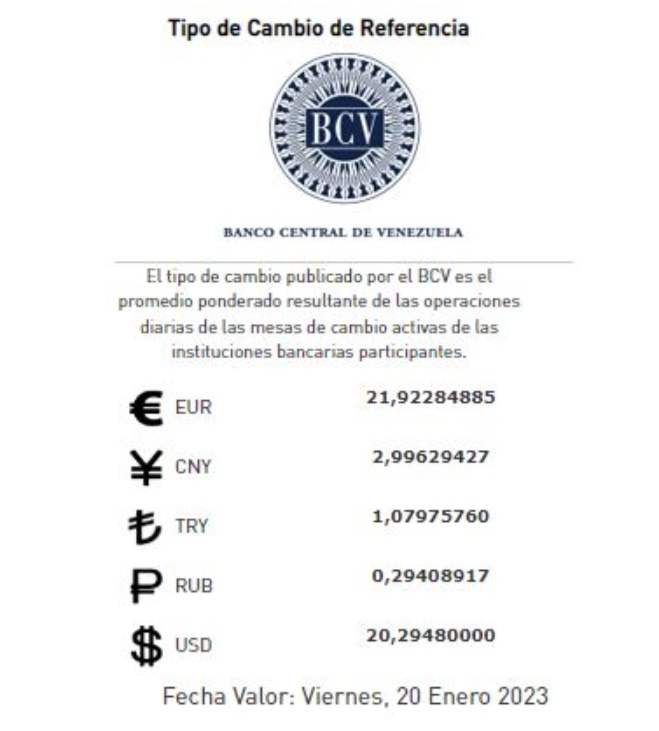 Tipo de Cambio de Referencia
BCV
BANCO CENTRAL DE VENEZUELA
El tipo de cambio publicado por el BCV es el
promedio ponderado resultante de las operaciones
diarias de las mesas de cambio activas de las
instituciones bancarias participantes.
€ EUR 21,92284885
¥ CNY 2,99629427
₺ TRY 1,07975760
₽ RUB 0,29408917
$ USD 20,29480000
Fecha Valor: Viernes, 20 Enero 2023